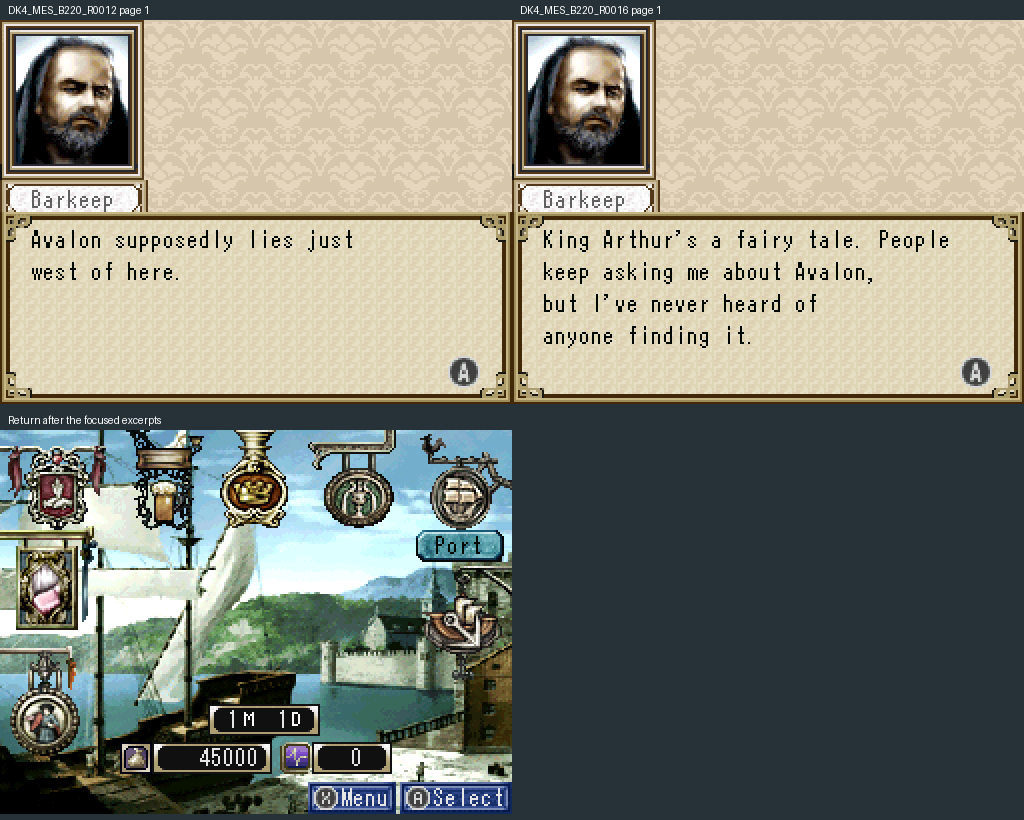 DK4_MES_B220_R0012 page 1
Barkeep
Avalon supposedly lies just
west of here.
A
DK4_MES_B220_R0016 page 1
Barkeep
King Arthur's a fairy tale. People
keep asking me about Avalon,
but I've never heard of
anyone finding it.
A
Return after the focused excerpts
Port
1M 1D
45000
0
X Menu
A Select